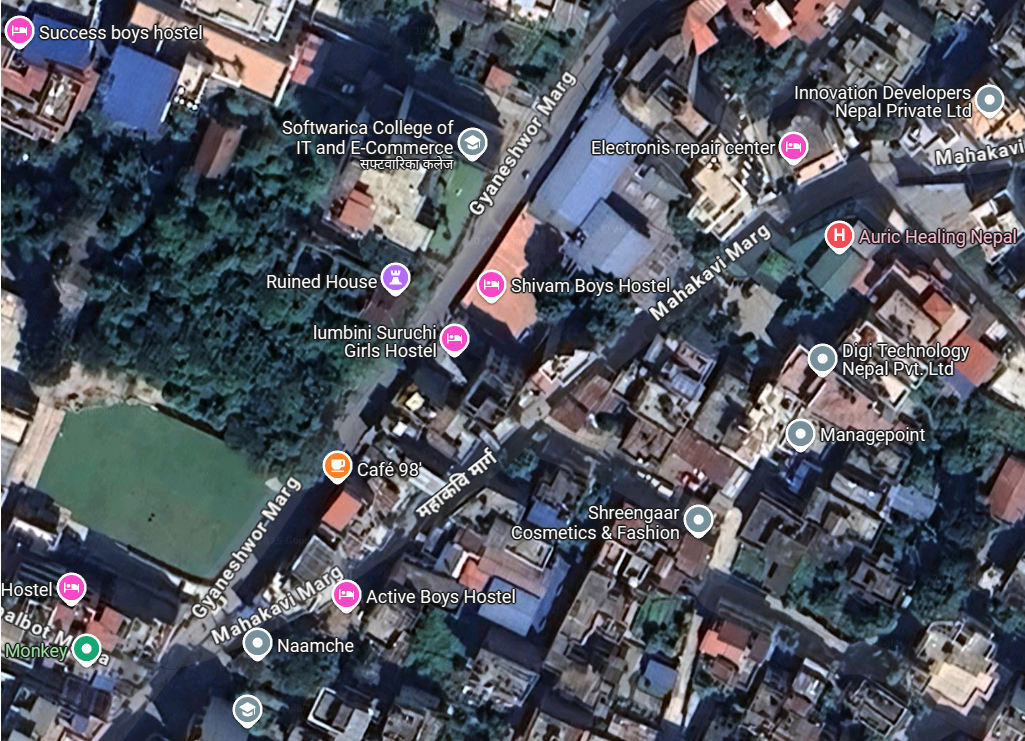 Success boys hostel
Gyaneshwor Marg
Innovation Developers
Nepal Private Ltd
Softwarica College of
IT and E-Commerce
सफ्टवारिका कलेज
Electronis repair center
Mahakavi
Mahakavi Marg
Auric Healing Nepal
Ruined House
Shivam Boys Hostel
lumbini Suruchi
Girls Hostel
Digi Technology
Nepal Pvt. Ltd
Managepoint
Café 98'
महाकवि मार्ग
Gyaneshwor Marg
Shreengaar
Cosmetics & Fashion
Hostel
Mahakavi Marg
Active Boys Hostel
Monkey
Naamche
H